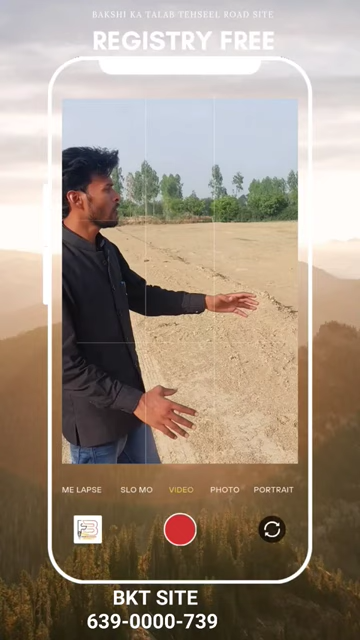 BAKSHI KA TALAB TEHSEEL ROAD SITE
REGISTRY FREE
ME LAPSE SLO MO VIDEO PHOTO PORTRAIT
BKT SITE
639-0000-739